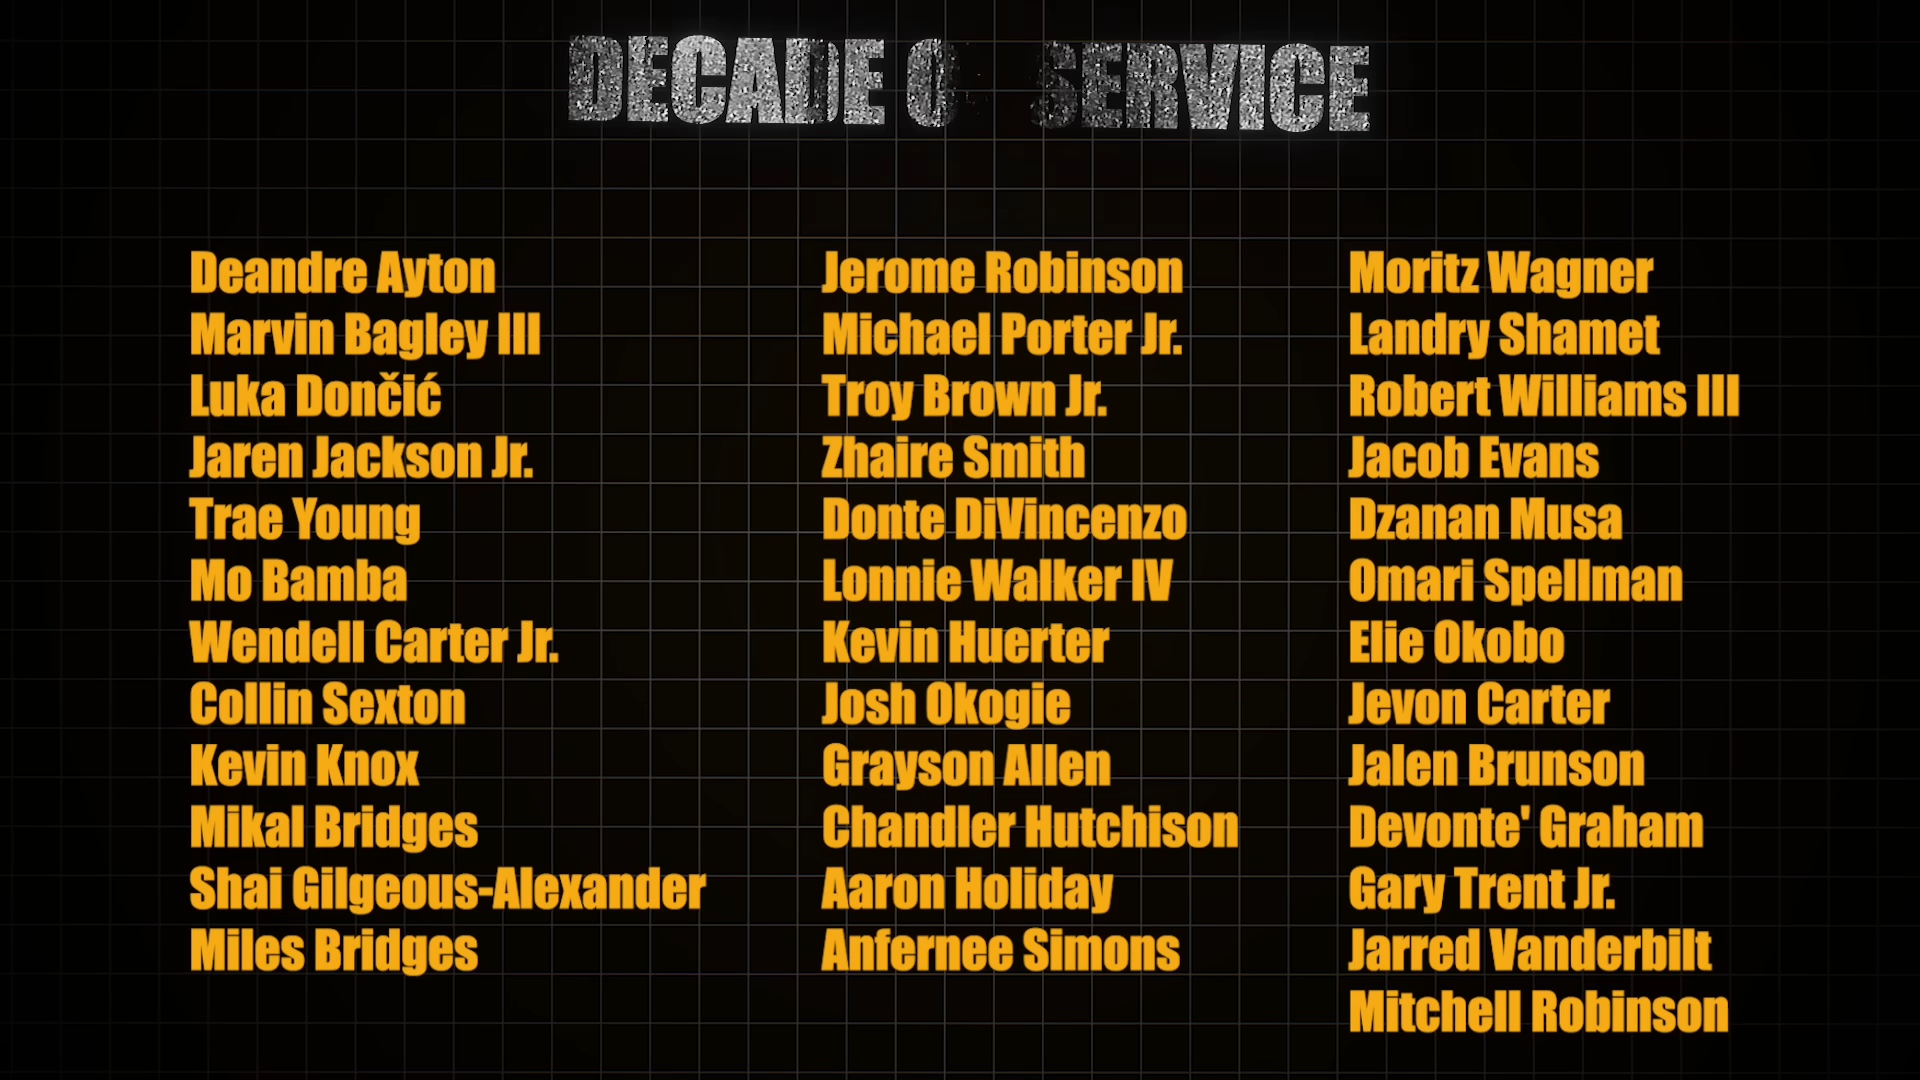 DECADE O SERVICE
Deandre Ayton
Marvin Bagley III
Luka Dončić
Jaren Jackson Jr.
Trae Young
Mo Bamba
Wendell Carter Jr.
Collin Sexton
Kevin Knox
Mikal Bridges
Shai Gilgeous-Alexander
Miles Bridges
Jerome Robinson
Michael Porter Jr.
Troy Brown Jr.
Zhaire Smith
Donte DiVincenzo
Lonnie Walker IV
Kevin Huerter
Josh Okogie
Grayson Allen
Chandler Hutchison
Aaron Holiday
Anfernee Simons
Moritz Wagner
Landry Shamet
Robert Williams III
Jacob Evans
Dzanan Musa
Omari Spellman
Elie Okobo
Jevon Carter
Jalen Brunson
Devonte' Graham
Gary Trent Jr.
Jarred Vanderbilt
Mitchell Robinson